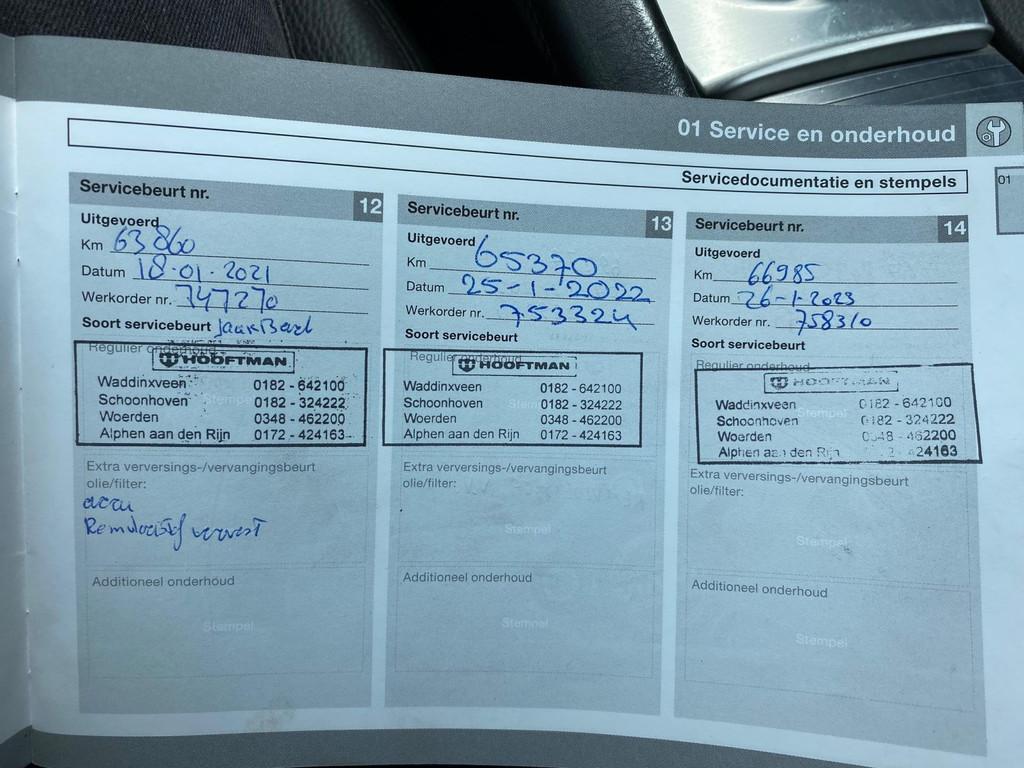 01 Service en onderhoud
Servicedocumentatie en stempels
01
Servicebeurt nr. 12
Uitgevoerd
Km 63860
Datum 18-01-2021
Werkorder nr. 747270
Soort servicebeurt
Regulier onderhoud
HOOFTMAN
Waddinxveen 0182 - 642100
Schoonhoven 0182 - 324222
Woerden 0348 - 462200
Alphen aan den Rijn 0172 - 424163
Extra verversings-/vervangingsbeurt
olie/filter:
accu
Remvloeistof ververst
Additioneel onderhoud
Stempel
Servicebeurt nr. 13
Uitgevoerd
Km 65370
Datum 25-1-2022
Werkorder nr. 753324
Soort servicebeurt
Regulier onderhoud
HOOFTMAN
Waddinxveen 0182 - 642100
Schoonhoven 0182 - 324222
Woerden 0348 - 462200
Alphen aan den Rijn 0172 - 424163
Extra verversings-/vervangingsbeurt
olie/filter:
Stempel
Additioneel onderhoud
Stempel
Servicebeurt nr. 14
Uitgevoerd
Km 66985
Datum 26-1-2023
Werkorder nr. 758310
Soort servicebeurt
Regulier onderhoud
HOOFTMAN
Waddinxveen 0182 - 642100
Stempel
Schoonhoven 0182 - 324222
Woerden 0348 - 462200
Alphen aan den Rijn 424163
Extra verversings-/vervangingsbeurt
olie/filter:
Stempel
Additioneel onderhoud
Stempel